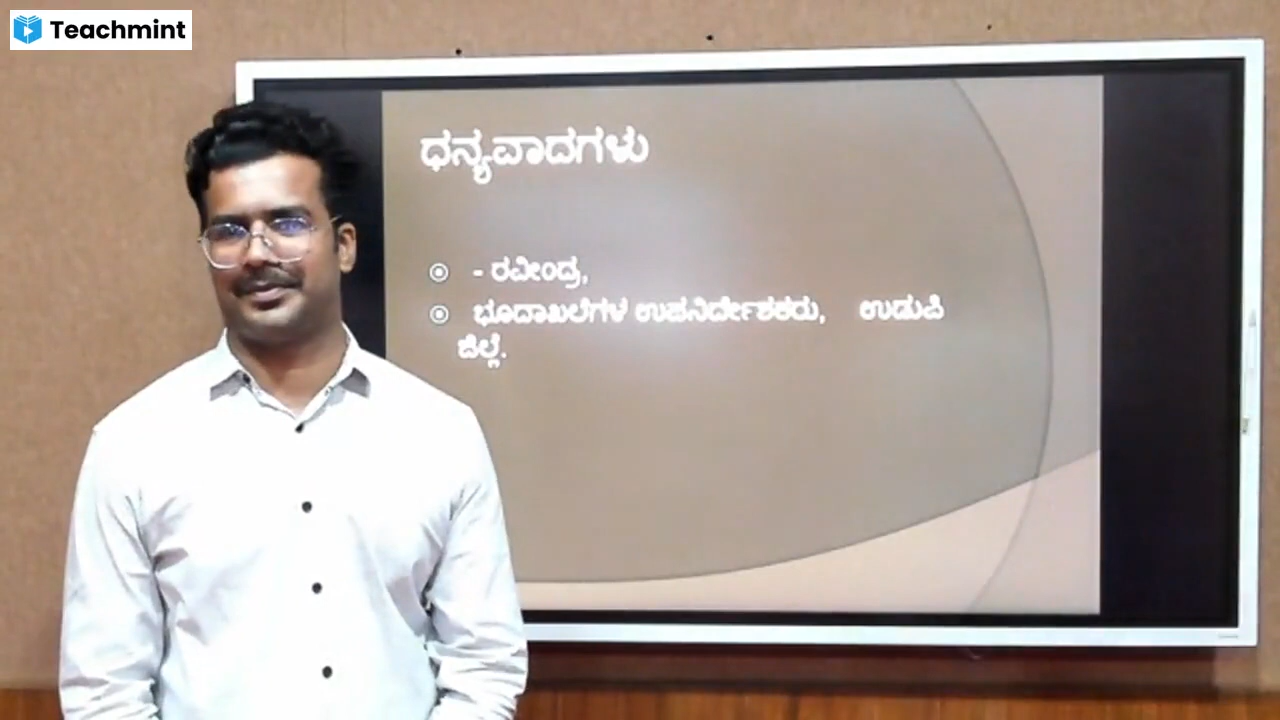 Teachmint
ಧನ್ಯವಾದಗಳು
- ರವೀಂದ್ರ,
ಭೂದಾಖಲೆಗಳ ಉಪನಿರ್ದೇಶಕರು, ಉಡುಪಿ
ಜಿಲ್ಲೆ.